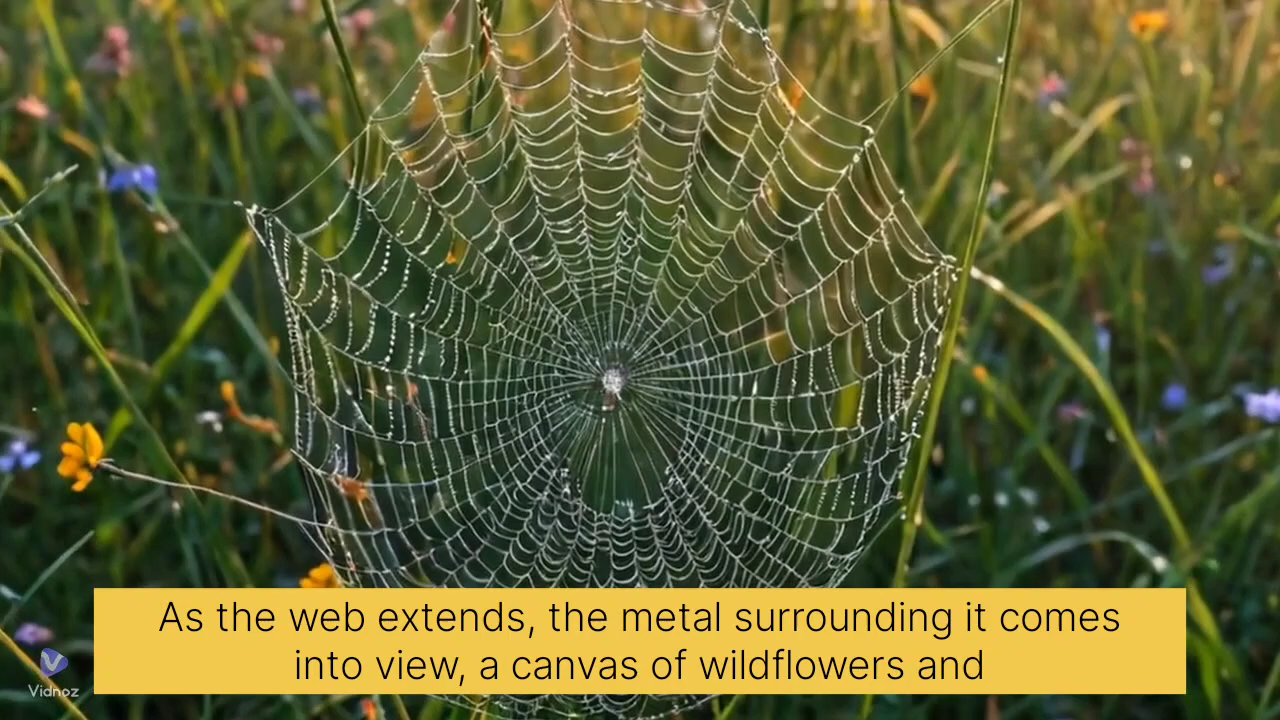 As the web extends, the metal surrounding it comes
into view, a canvas of wildflowers and
Vidnoz